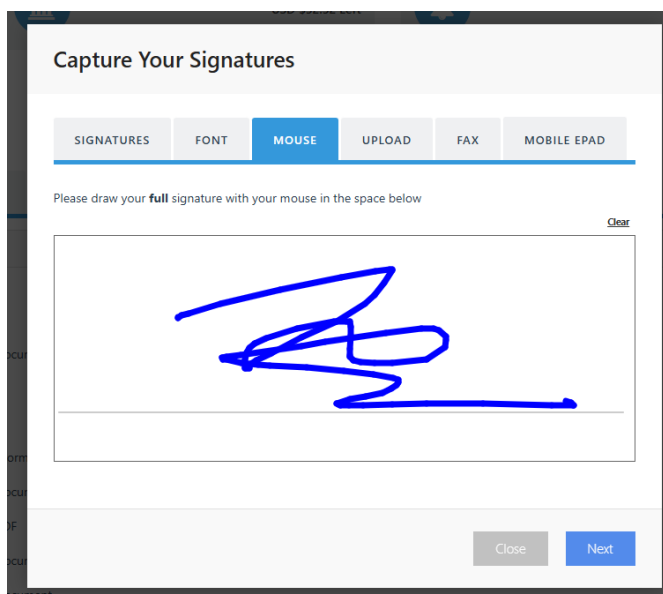 Capture Your Signatures
SIGNATURES FONT MOUSE UPLOAD FAX MOBILE EPAD
Please draw your full signature with your mouse in the space below
Clear
Close Next